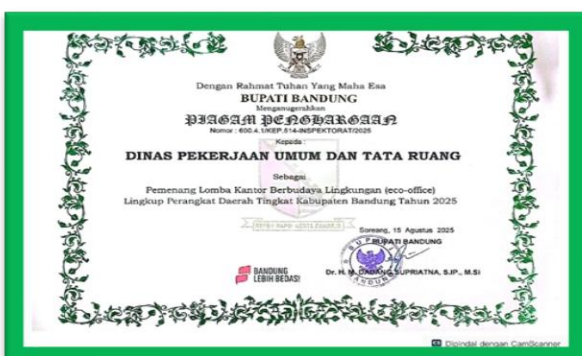 Dengan Rahmat Tuhan Yang Maha Esa
BUPATI BANDUNG
Menganugerahkan
PIAGAM PENGHARGAAN
Nomor : 600.4.1/KEP.514-INSPEKTORAT/2025
Kepada :
DINAS PEKERJAAN UMUM DAN TATA RUANG
Sebagai
Pemenang Lomba Kantor Berbudaya Lingkungan (eco-office)
Lingkup Perangkat Daerah Tingkat Kabupaten Bandung Tahun 2025
Soreang, 15 Agustus 2025
BUPATI BANDUNG
BANDUNG
LEBIH BEDAS!
Dr. H. M. DADANG SUPRIATNA, S.IP., M.Si
Dipindai dengan CamScanner